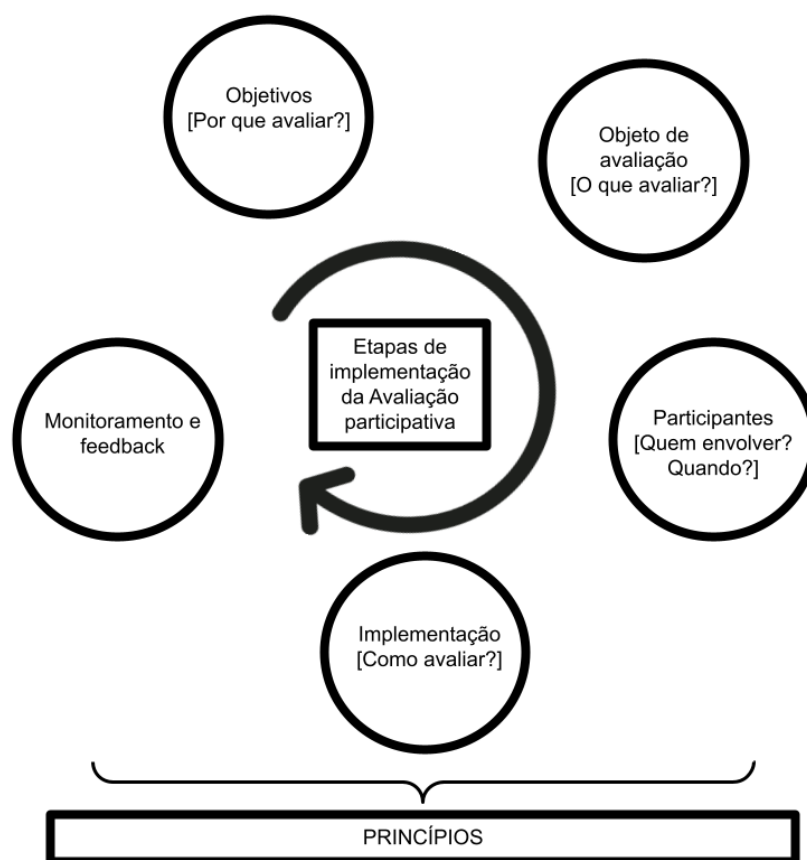 Objetivos
[Por que avaliar?]
Objeto de
avaliação
[O que avaliar?]
Etapas de
implementação
da Avaliação
participativa
Monitoramento e
feedback
Participantes
[Quem envolver?
Quando?]
Implementação
[Como avaliar?]
PRINCÍPIOS